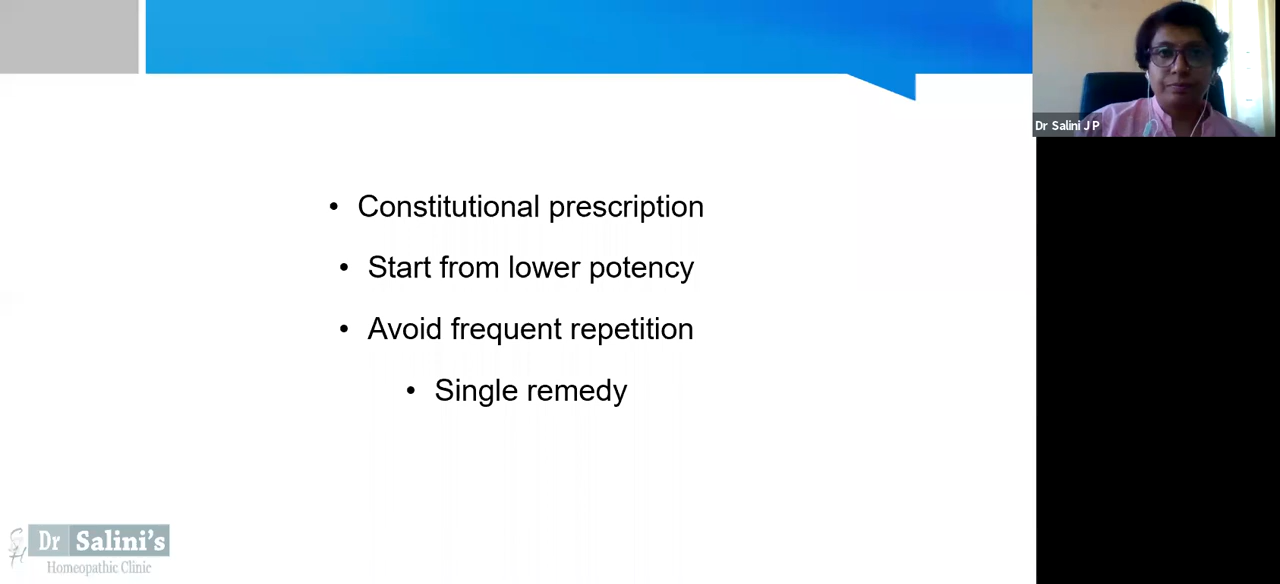 Dr Salini J P
• Constitutional prescription
• Start from lower potency
• Avoid frequent repetition
• Single remedy
Dr Salini's
Homeopathic Clinic